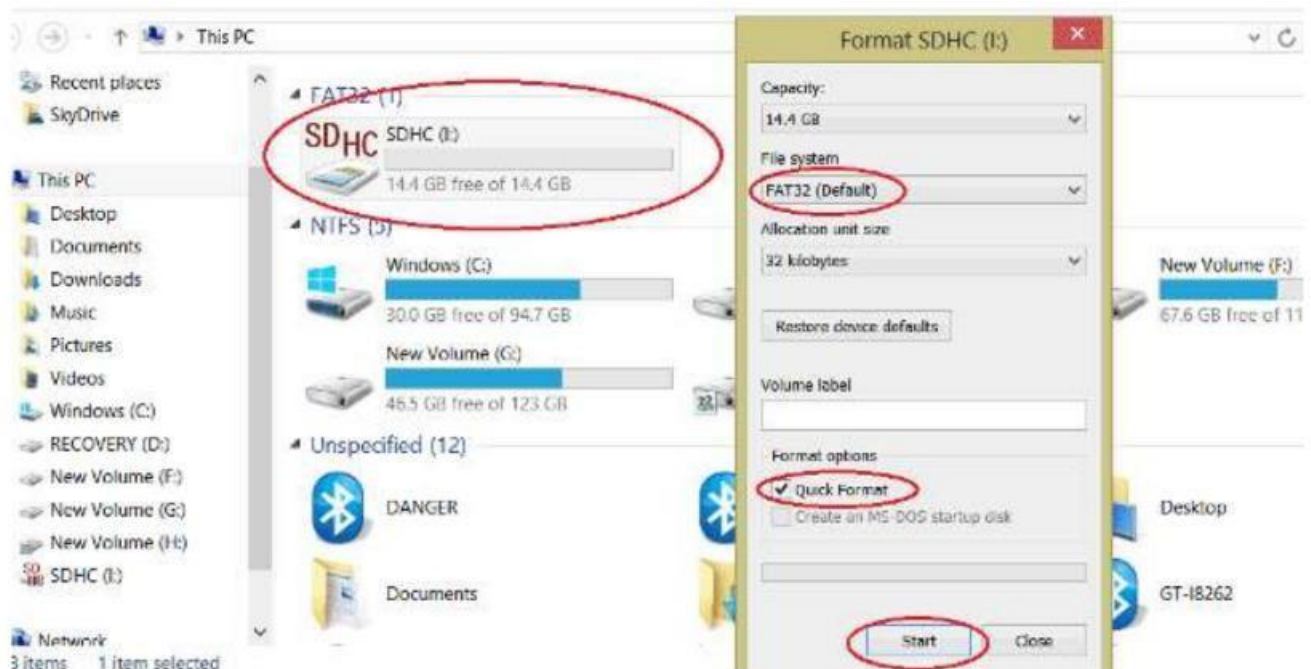 This PC
Recent places
SkyDrive
This PC
Desktop
Documents
Downloads
Music
Pictures
Videos
Windows (C:)
RECOVERY (D:)
New Volume (F:)
New Volume (G:)
New Volume (H:)
SDHC (I:)
Network
3 items 1 item selected
FAT32 (1)
SDHC
SDHC (I:)
14.4 GB free of 14.4 GB
NTFS (5)
Windows (C:)
30.0 GB free of 94.7 GB
New Volume (G:)
46.5 GB free of 123 GB
Unspecified (12)
DANGER
Documents
Format SDHC (I:)
Capacity:
14.4 GB
File system
FAT32 (Default)
Allocation unit size
32 kilobytes
Restore device defaults
Volume label
Format options
Quick Format
Create an MS-DOS startup disk
Start Close
New Volume (F:)
67.6 GB free of 11
Desktop
GT-I8262